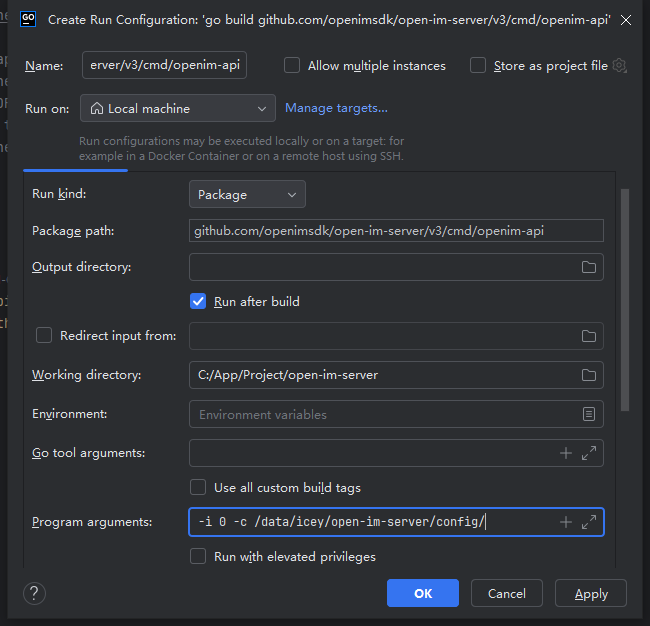 GO Create Run Configuration: 'go build github.com/openimsdk/open-im-server/v3/cmd/openim-api'
Name: erver/v3/cmd/openim-api Allow multiple instances Store as project file
Run on: Local machine Manage targets...
Run configurations may be executed locally or on a target: for
example in a Docker Container or on a remote host using SSH.
Run kind: Package
Package path: github.com/openimsdk/open-im-server/v3/cmd/openim-api
Output directory:
Run after build
Redirect input from:
Working directory: C:/App/Project/open-im-server
Environment: Environment variables
Go tool arguments:
Use all custom build tags
Program arguments: -i 0 -c /data/icey/open-im-server/config/
Run with elevated privileges
? OK Cancel Apply